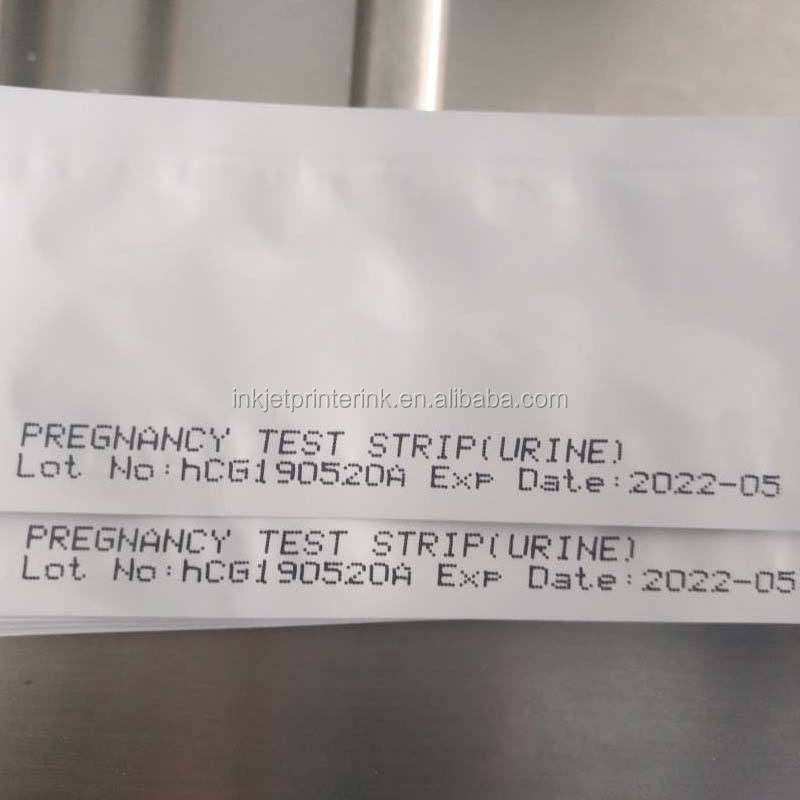 inkjetprinterink.en.alibaba.com
PREGNANCY TEST STRIP(URINE)
Lot No:hCG190520A Exp Date:2022-05
PREGNANCY TEST STRIP(URINE)
Lot No:hCG190520A Exp Date:2022-05